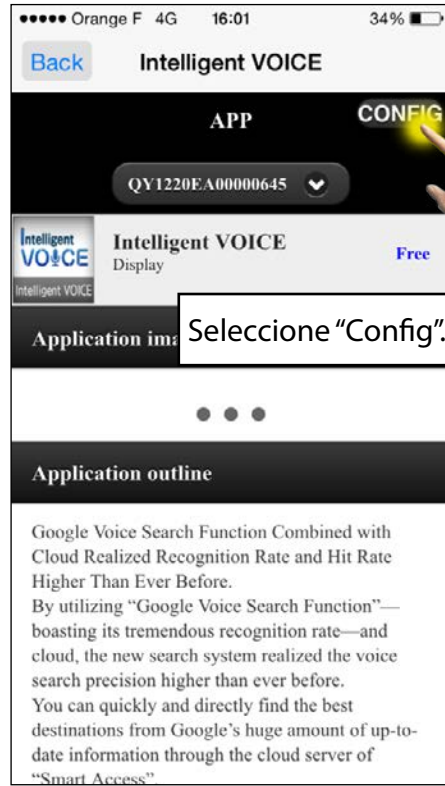 Orange F 4G 16:01 34%
Back Intelligent VOICE
APP CONFIG
QY1220EA00000645
Intelligent
VOICE
Intelligent VOICE
Intelligent VOICE
Display
Free
Seleccione “Config”.
Application ima
Application outline
Google Voice Search Function Combined with
Cloud Realized Recognition Rate and Hit Rate
Higher Than Ever Before.
By utilizing “Google Voice Search Function”—
boasting its tremendous recognition rate—and
cloud, the new search system realized the voice
search precision higher than ever before.
You can quickly and directly find the best
destinations from Google’s huge amount of up-to-
date information through the cloud server of
“Smart Access”.